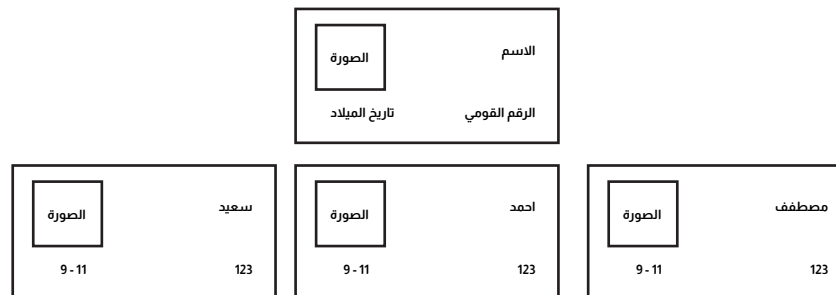 الاسم
الصورة
الرقم القومي
تاريخ الميلاد
مصطفف
الصورة
123
9 - 11
احمد
الصورة
123
9 - 11
سعيد
الصورة
123
9 - 11